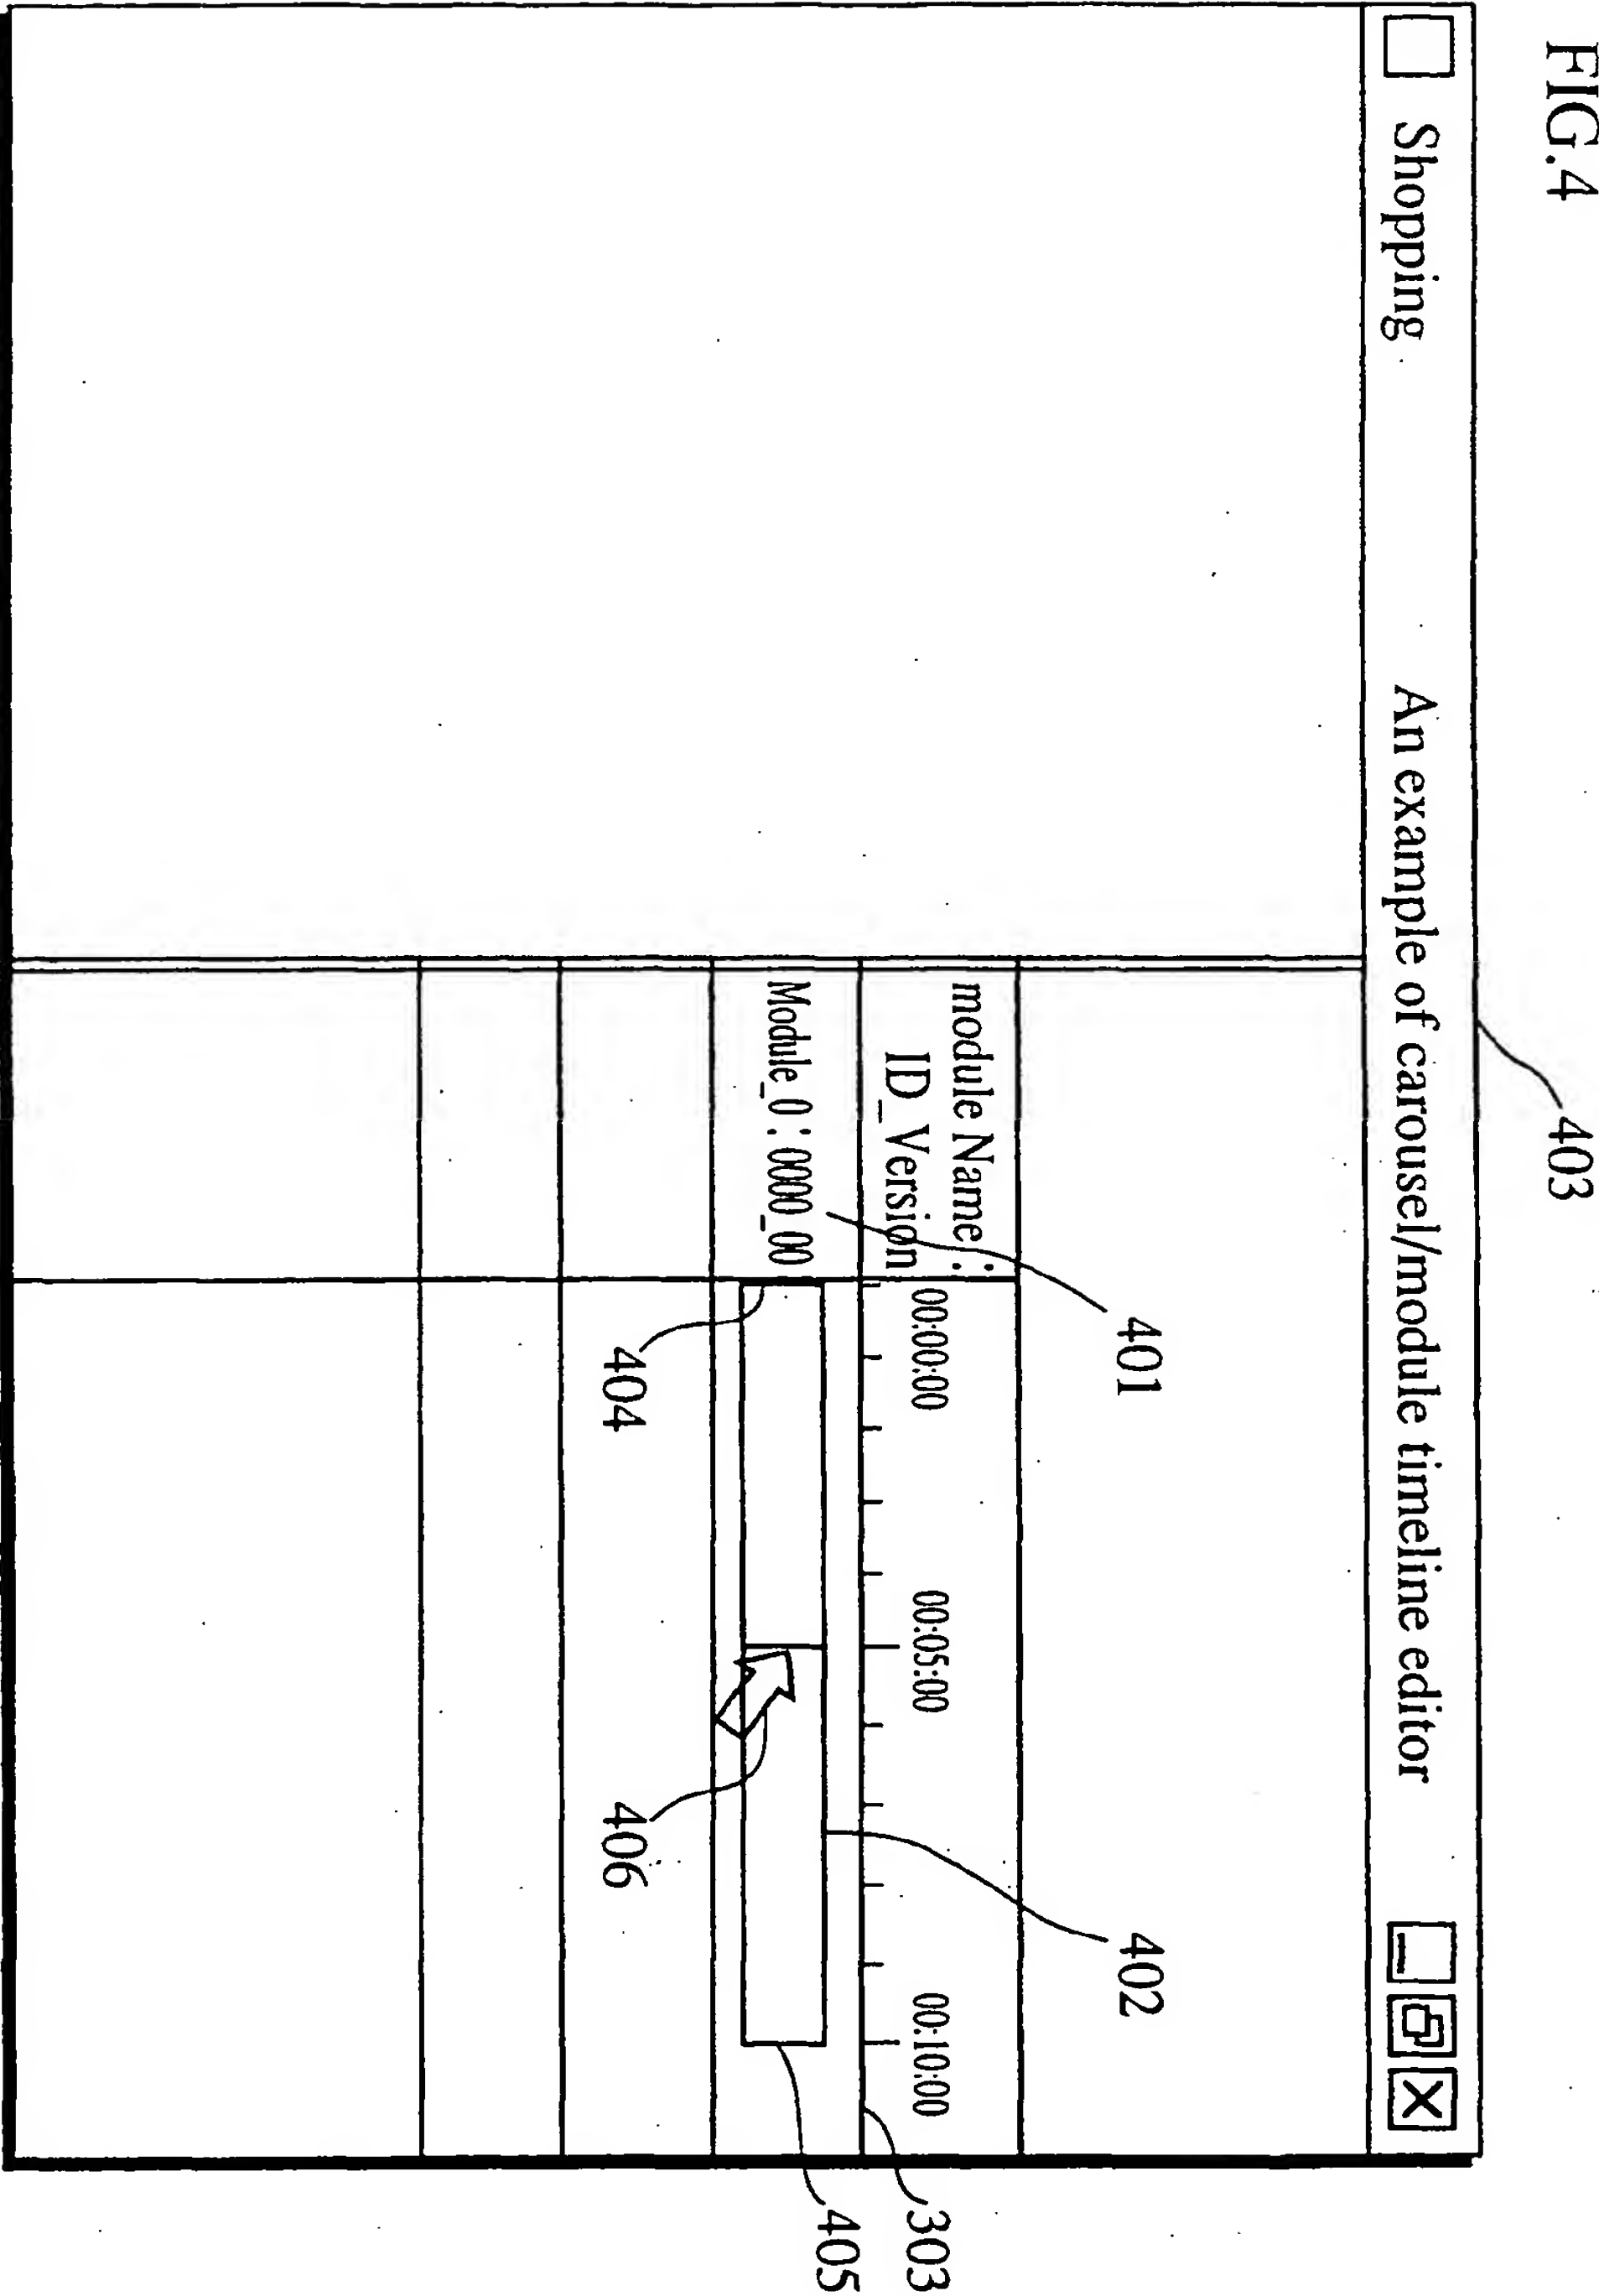 FIG.4
403
Shopping An example of carousel/module timeline editor
401
402
module Name :
ID_Version
00:00:00 00:05:00 00:10:00
303
Module_0 : 0000_00
405
404
406